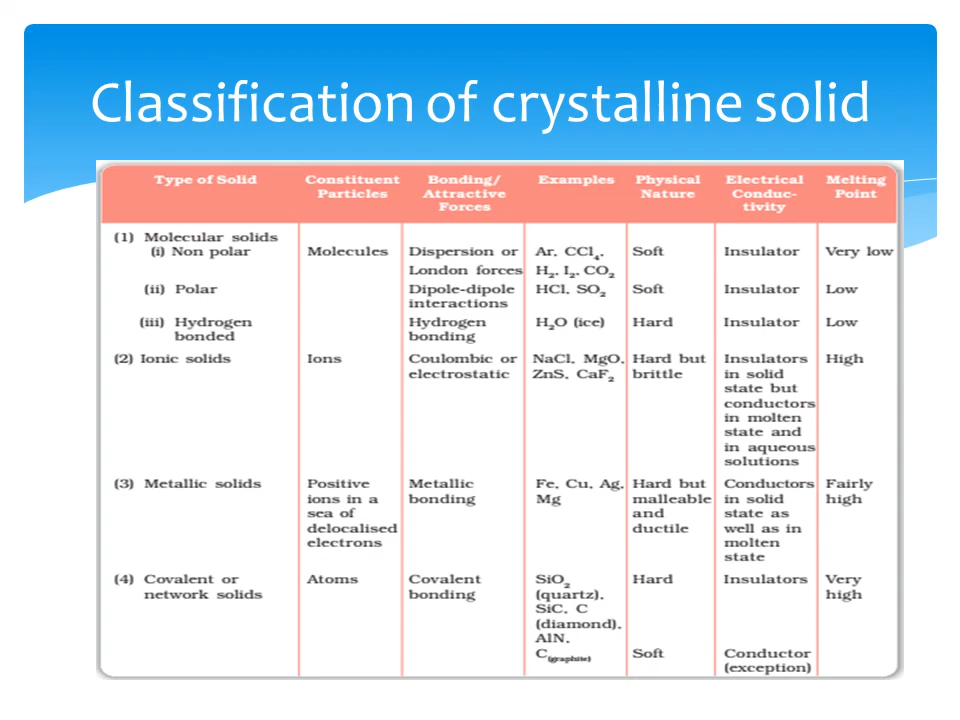 Classification of crystalline solid
Type of Solid Constituent Particles Bonding/ Attractive Forces Examples Physical Nature Electrical Conduc- tivity Melting Point
(1) Molecular solids
(i) Non polar Molecules Dispersion or London forces Ar, CCl₄, H₂, I₂, CO₂ Soft Insulator Very low
(ii) Polar Dipole-dipole interactions HCl, SO₂ Soft Insulator Low
(iii) Hydrogen bonded Hydrogen bonding H₂O (ice) Hard Insulator Low
(2) Ionic solids Ions Coulombic or electrostatic NaCl, MgO, ZnS, CaF₂ Hard but brittle Insulators in solid state but conductors in molten state and in aqueous solutions High
(3) Metallic solids Positive ions in a sea of delocalised electrons Metallic bonding Fe, Cu, Ag, Mg Hard but malleable and ductile Conductors in solid state as well as in molten state Fairly high
(4) Covalent or network solids Atoms Covalent bonding SiO₂ (quartz), SiC, C (diamond), AlN, Hard Insulators Very high
C(graphite) Soft Conductor (exception)